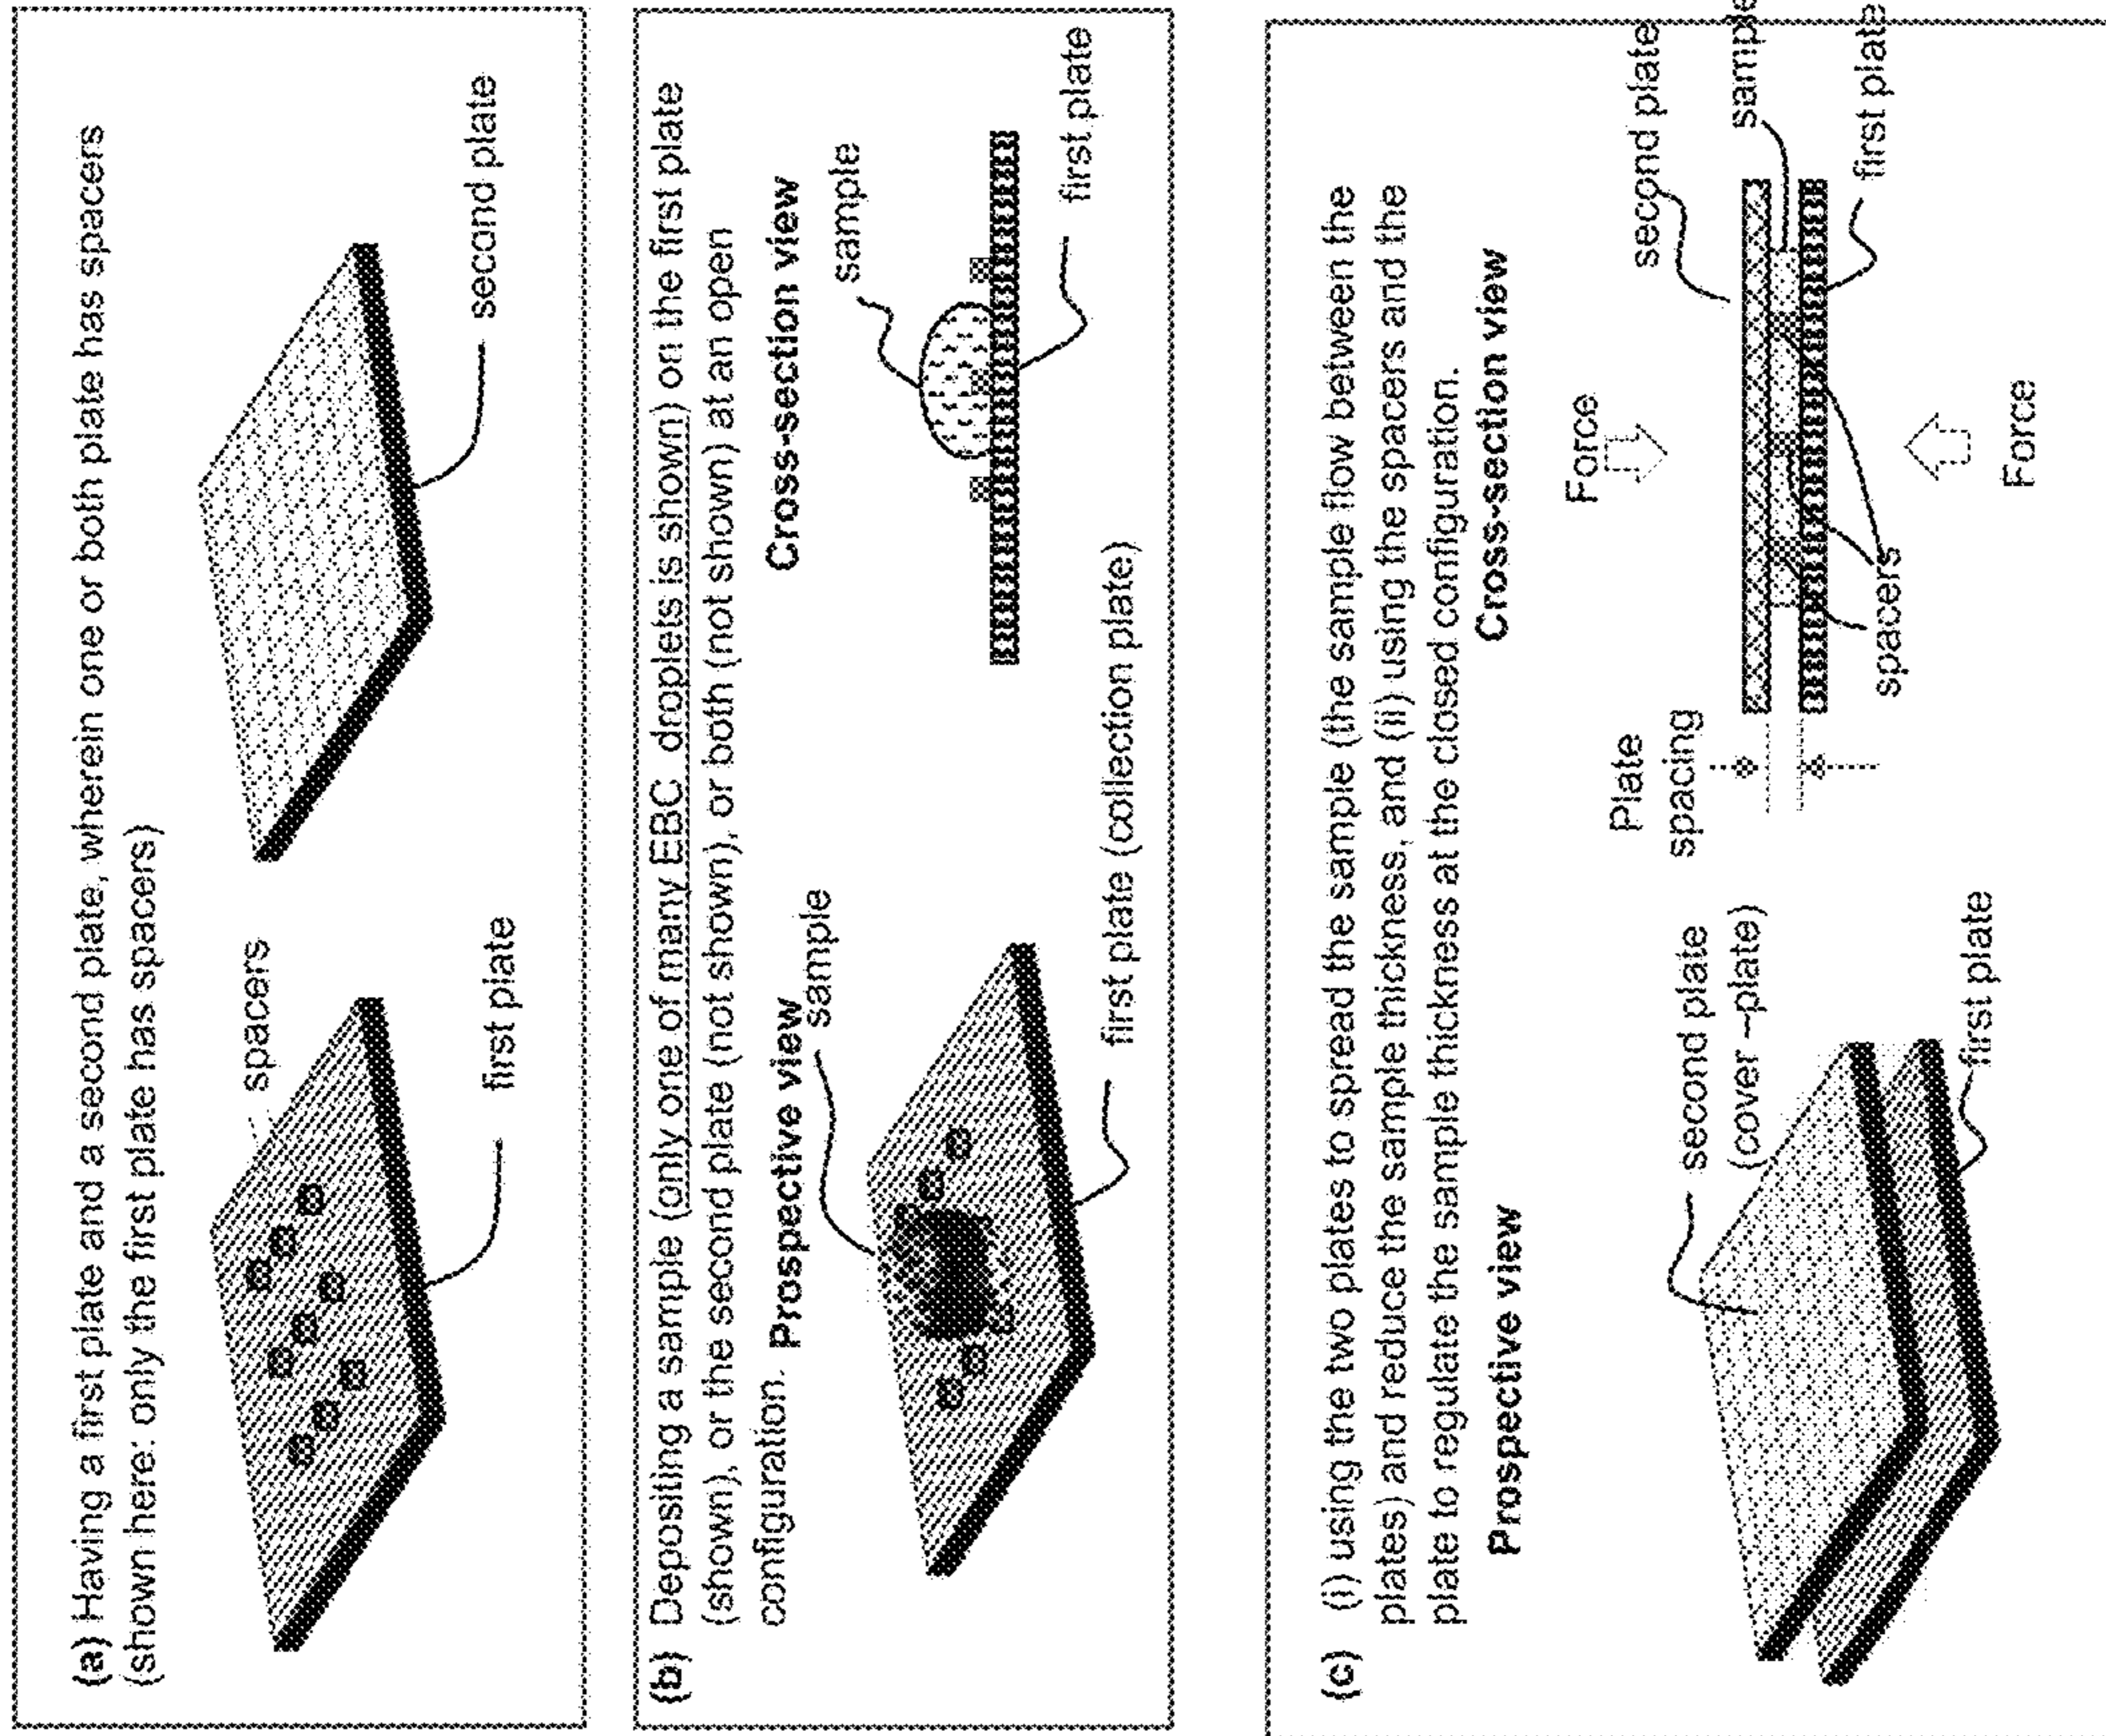 (a) Having a first plate and a second plate, wherein one or both plate has spacers
(shown here: only the first plate has spacers)
spacers
first plate
second plate
(b) Depositing a sample (only one of many EBC droplets is shown) on the first plate
(shown), or the second plate (not shown), or both (not shown) at an open
configuration.
Prospective view
Cross-section view
sample
sample
first plate (collection plate)
first plate
(c) (i) using the two plates to spread the sample (the sample flow between the
plates) and reduce the sample thickness, and (ii) using the spacers and the
plate to regulate the sample thickness at the closed configuration.
Prospective view
Cross-section view
second plate
(cover –plate)
first plate
Plate
spacing
Force
second plate
sample
first plate
spacers
Force